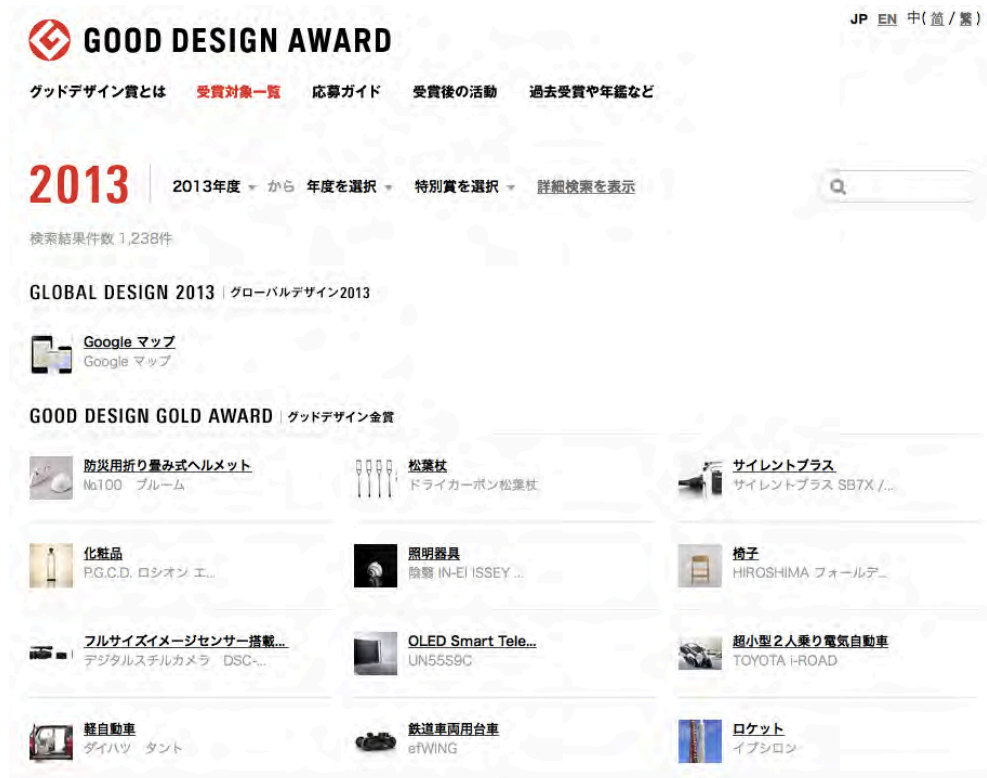 JP EN 中(简/繁)
GOOD DESIGN AWARD
グッドデザイン賞とは 受賞対象一覧 応募ガイド 受賞後の活動 過去受賞や年鑑など
2013 2013年度 から 年度を選択 特別賞を選択 詳細検索を表示
検索結果件数 1,238件
GLOBAL DESIGN 2013 グローバルデザイン2013
Google マップ
Google マップ
GOOD DESIGN GOLD AWARD グッドデザイン金賞
防災用折り畳み式ヘルメット
№100 ブルーム
松葉杖
ドライカーボン松葉杖
サイレントブラス
サイレントブラス SB7X /...
化粧品
P.G.C.D. ロシオン エ...
照明器具
陰翳 IN-EI ISSEY ...
椅子
HIROSHIMA フォールデ...
フルサイズイメージセンサー搭載...
デジタルスチルカメラ DSC-...
OLED Smart Tele...
UN55S9C
超小型２人乗り電気自動車
TOYOTA i-ROAD
軽自動車
ダイハツ タント
鉄道車両用台車
efWING
ロケット
イプシロン